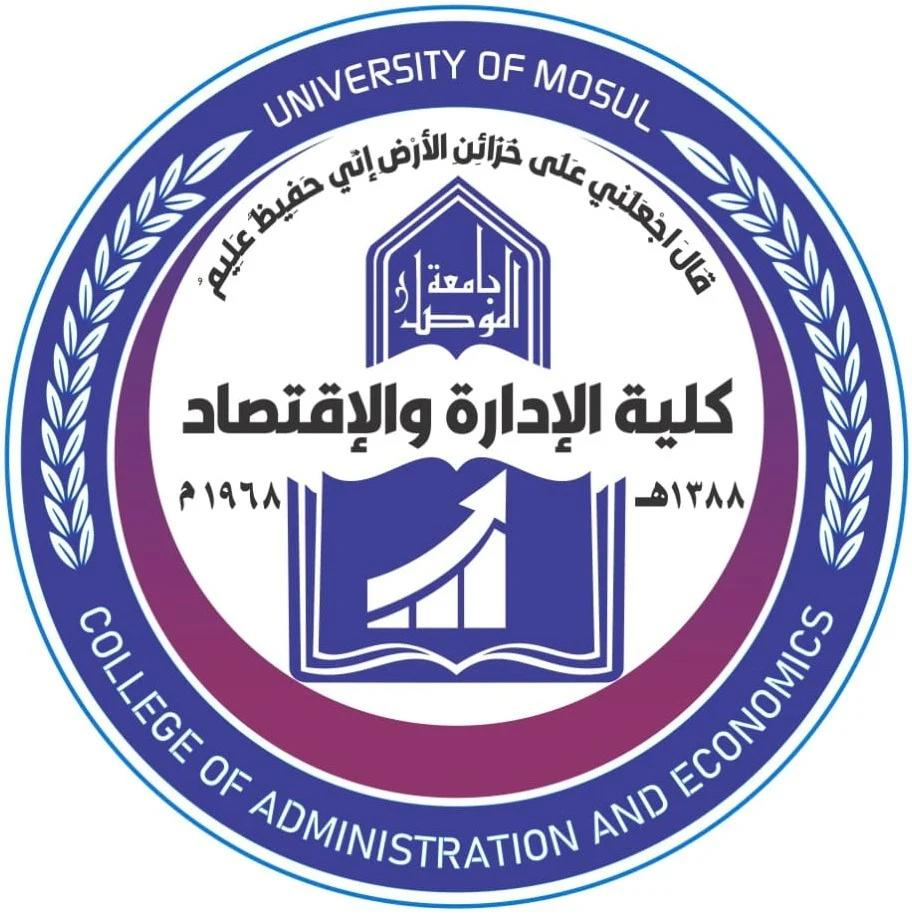 UNIVERSITY OF MOSUL
قَالَ اجْعَلْنِي عَلَى خَزَائِنِ الْأَرْضِ إِنِّي حَفِيظٌ عَلِيمٌ
جامعة
الموصل
كلية الإدارة والإقتصاد
١٣٨٨هـ
١٩٦٨ م
COLLEGE OF ADMINISTRATION AND ECONOMICS